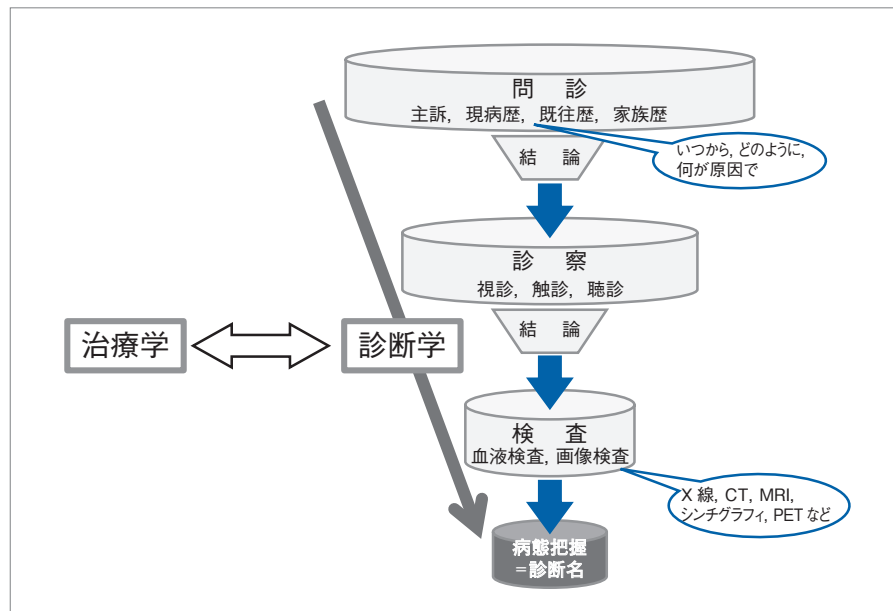 問 診
主訴，現病歴，既往歴，家族歴
結 論
いつから，どのように，
何が原因で
診 察
視診，触診，聴診
結 論
治療学
診断学
検 査
血液検査，画像検査
X 線，CT，MRI，
シンチグラフィ，PET など
病態把握
＝診断名